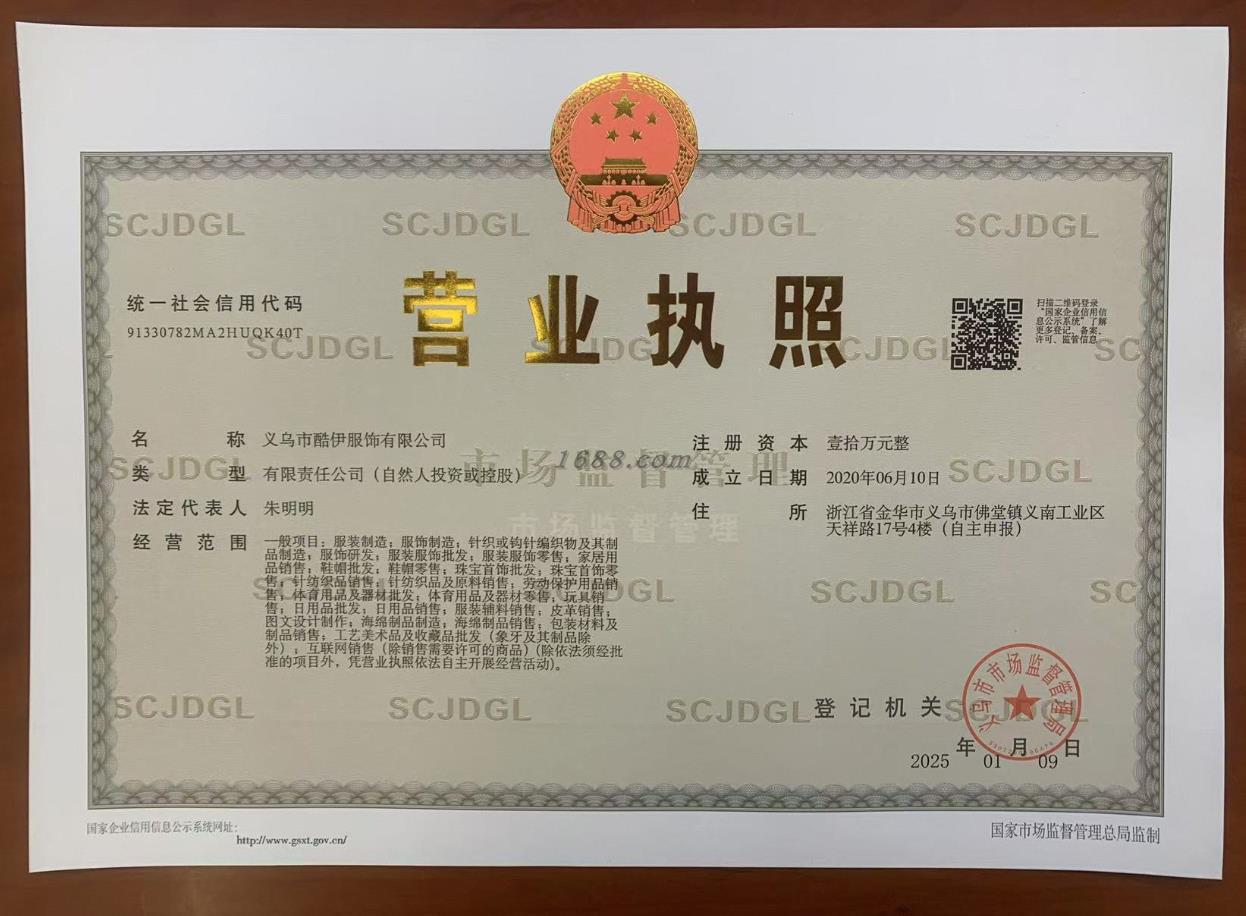 SCJDGL SCJDGL SCJDGL SCJDGL
营业执照
统一社会信用代码
91330782MA2HUQK40T
扫描二维码登录
“国家企业信用信
息公示系统”了解
更多登记、备案、
许可、监管信息
SCJDGL SCJDGL SCJDGL SC
名称 义乌市酷伊服饰有限公司
类型 有限责任公司（自然人投资或控股）
法定代表人 朱明明
经营范围 一般项目：服装制造；服饰制造；针织或钩针编织物及其制
品制造；服饰研发；服装服饰批发；服装服饰零售；家居用
品销售；鞋帽批发；鞋帽零售；珠宝首饰批发；珠宝首饰零
售；针纺织品销售；针纺织品及原料销售；劳动保护用品销
售；体育用品及器材批发；体育用品及器材零售；玩具销
售；日用品批发；日用品销售；服装辅料销售；皮革销售；
图文设计制作；海绵制品制造；海绵制品销售；包装材料及
制品销售；工艺美术品及收藏品批发（象牙及其制品除
外）；互联网销售（除销售需要许可的商品）(除依法须经批
准的项目外，凭营业执照依法自主开展经营活动)。
注册资本 壹拾万元整
成立日期 2020年06月10日
住所 浙江省金华市义乌市佛堂镇义南工业区
天祥路17号4楼（自主申报）
1688.com
市场监督管理
SCJDGL SCJDGL
市场监督管理
SCJDGL SCJDGL SC
SCJDGL SCJDGL SCJDGL SCJDGL
登记机关
义乌市市场监督管理局
2025年01月09日
国家企业信用信息公示系统网址：
http://www.gsxt.gov.cn/
国家市场监督管理总局监制